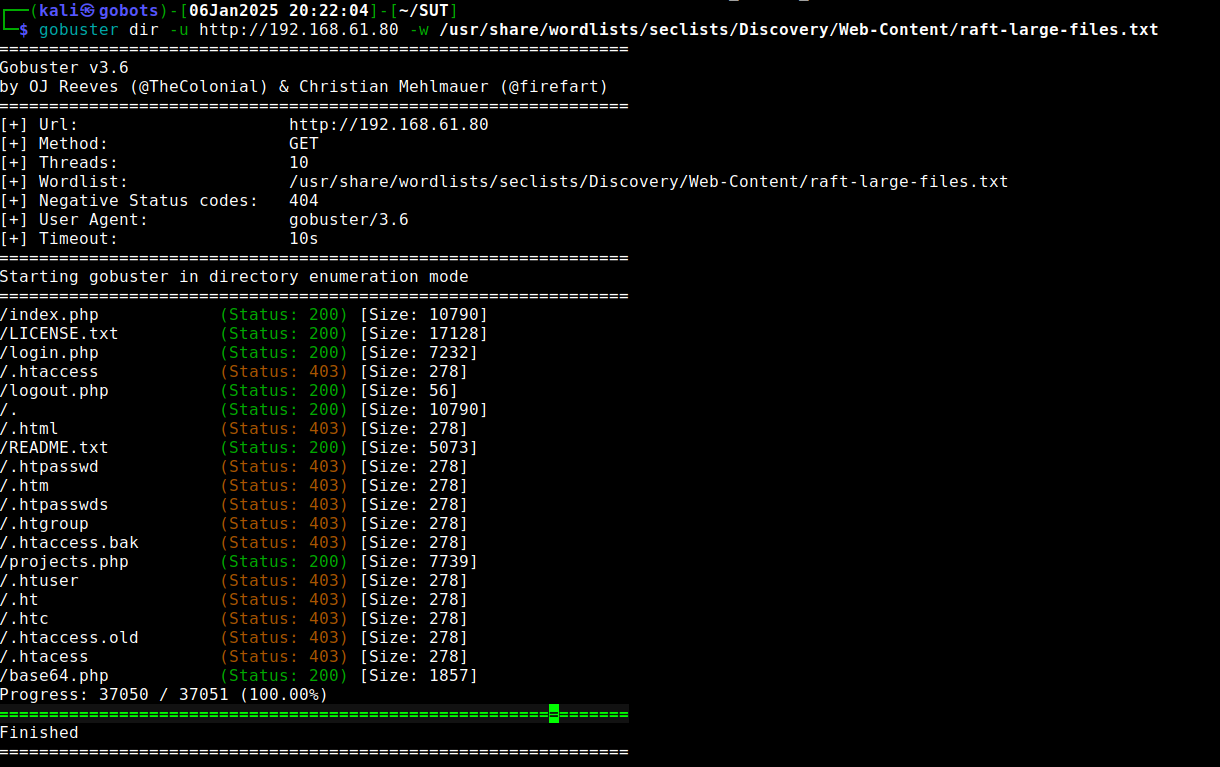 ┌──(kali㉿gobots)-[06Jan2025 20:22:04]-[~/SUT]
└─$ gobuster dir -u http://192.168.61.80 -w /usr/share/wordlists/seclists/Discovery/Web-Content/raft-large-files.txt
===============================================================
Gobuster v3.6
by OJ Reeves (@TheColonial) & Christian Mehlmauer (@firefart)
===============================================================
[+] Url:                     http://192.168.61.80
[+] Method:                  GET
[+] Threads:                 10
[+] Wordlist:                /usr/share/wordlists/seclists/Discovery/Web-Content/raft-large-files.txt
[+] Negative Status codes:   404
[+] User Agent:              gobuster/3.6
[+] Timeout:                 10s
===============================================================
Starting gobuster in directory enumeration mode
===============================================================
/index.php            (Status: 200) [Size: 10790]
/LICENSE.txt          (Status: 200) [Size: 17128]
/login.php            (Status: 200) [Size: 7232]
/.htaccess            (Status: 403) [Size: 278]
/logout.php           (Status: 200) [Size: 56]
/.                    (Status: 200) [Size: 10790]
/.html                (Status: 403) [Size: 278]
/README.txt           (Status: 200) [Size: 5073]
/.htpasswd            (Status: 403) [Size: 278]
/.htm                 (Status: 403) [Size: 278]
/.htpasswds           (Status: 403) [Size: 278]
/.htgroup             (Status: 403) [Size: 278]
/.htaccess.bak        (Status: 403) [Size: 278]
/projects.php         (Status: 200) [Size: 7739]
/.htuser              (Status: 403) [Size: 278]
/.ht                  (Status: 403) [Size: 278]
/.htc                 (Status: 403) [Size: 278]
/.htaccess.old        (Status: 403) [Size: 278]
/.htacess             (Status: 403) [Size: 278]
/base64.php           (Status: 200) [Size: 1857]
Progress: 37050 / 37051 (100.00%)
===============================================================
Finished
===============================================================